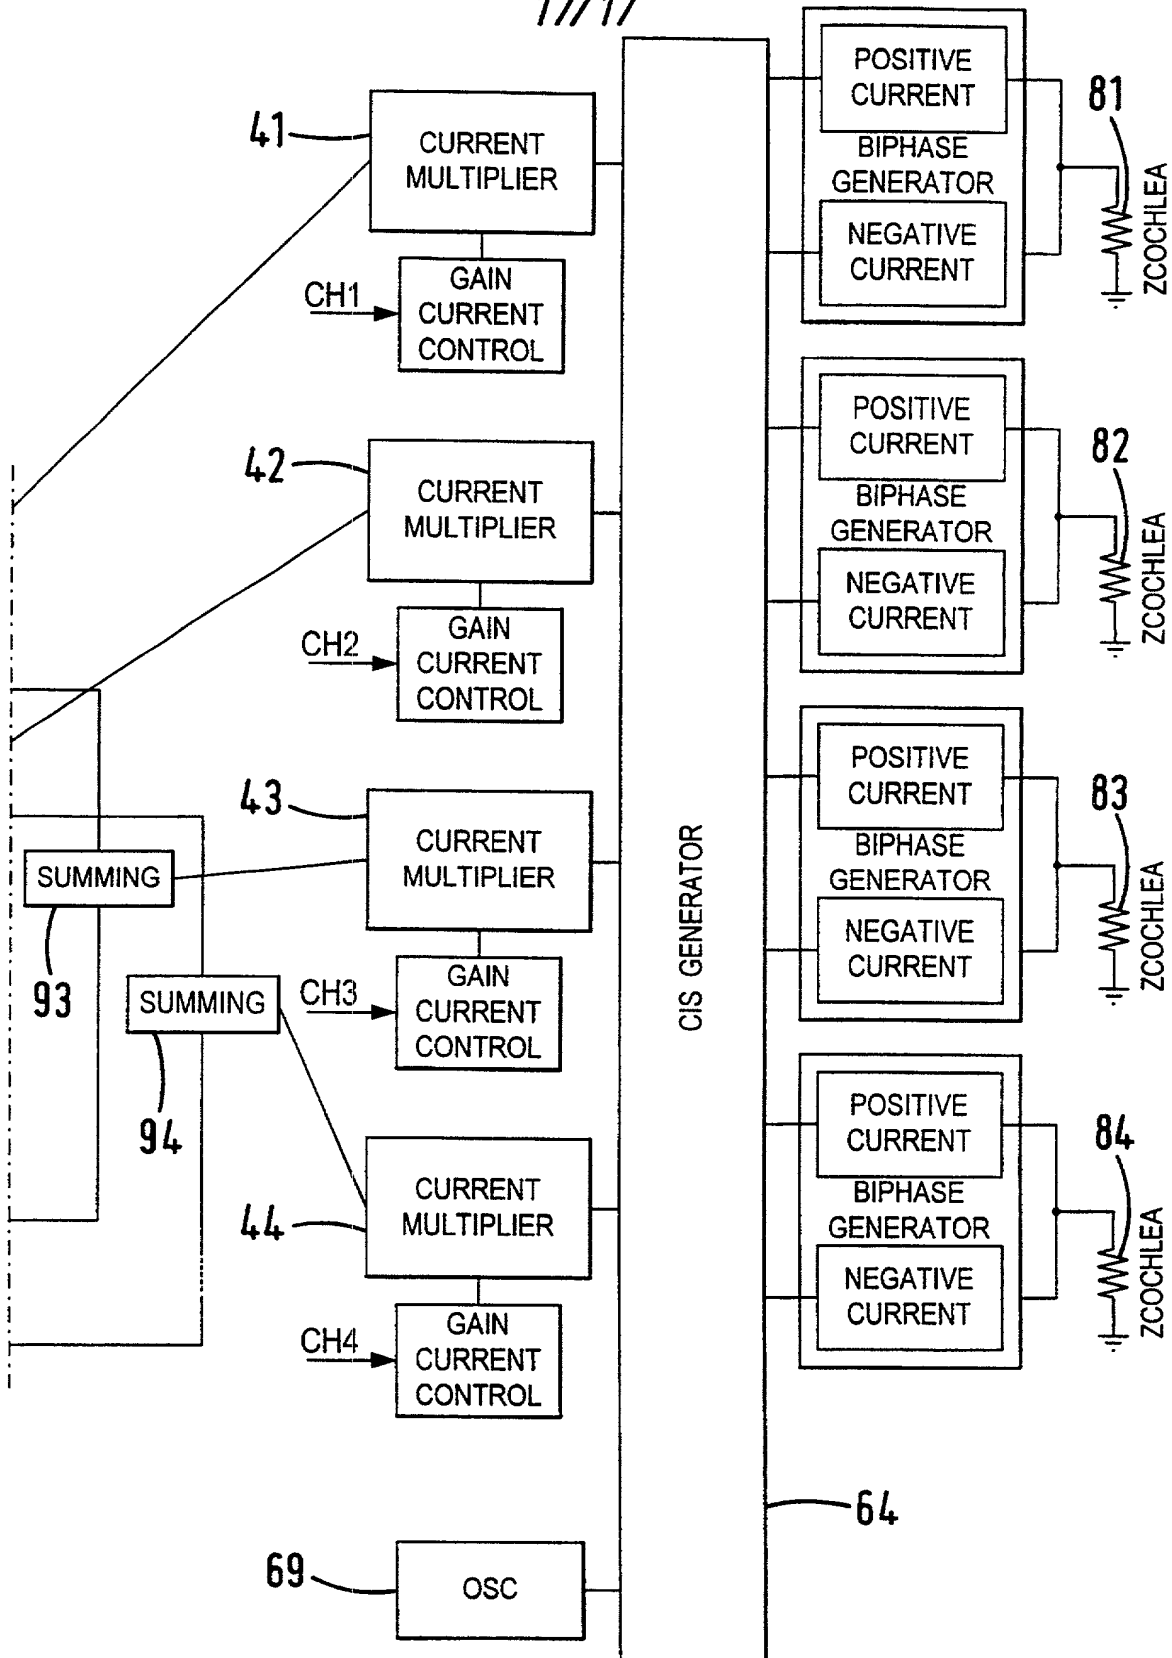 17/17
41
CURRENT
MULTIPLIER
CH1
GAIN
CURRENT
CONTROL
42
CURRENT
MULTIPLIER
CH2
GAIN
CURRENT
CONTROL
43
CURRENT
MULTIPLIER
SUMMING
93
CH3
GAIN
CURRENT
CONTROL
SUMMING
94
44
CURRENT
MULTIPLIER
CH4
GAIN
CURRENT
CONTROL
69
OSC
CIS GENERATOR
64
POSITIVE
CURRENT
BIPHASE
GENERATOR
NEGATIVE
CURRENT
81
ZCOCHLEA
POSITIVE
CURRENT
BIPHASE
GENERATOR
NEGATIVE
CURRENT
82
ZCOCHLEA
POSITIVE
CURRENT
BIPHASE
GENERATOR
NEGATIVE
CURRENT
83
ZCOCHLEA
POSITIVE
CURRENT
BIPHASE
GENERATOR
NEGATIVE
CURRENT
84
ZCOCHLEA